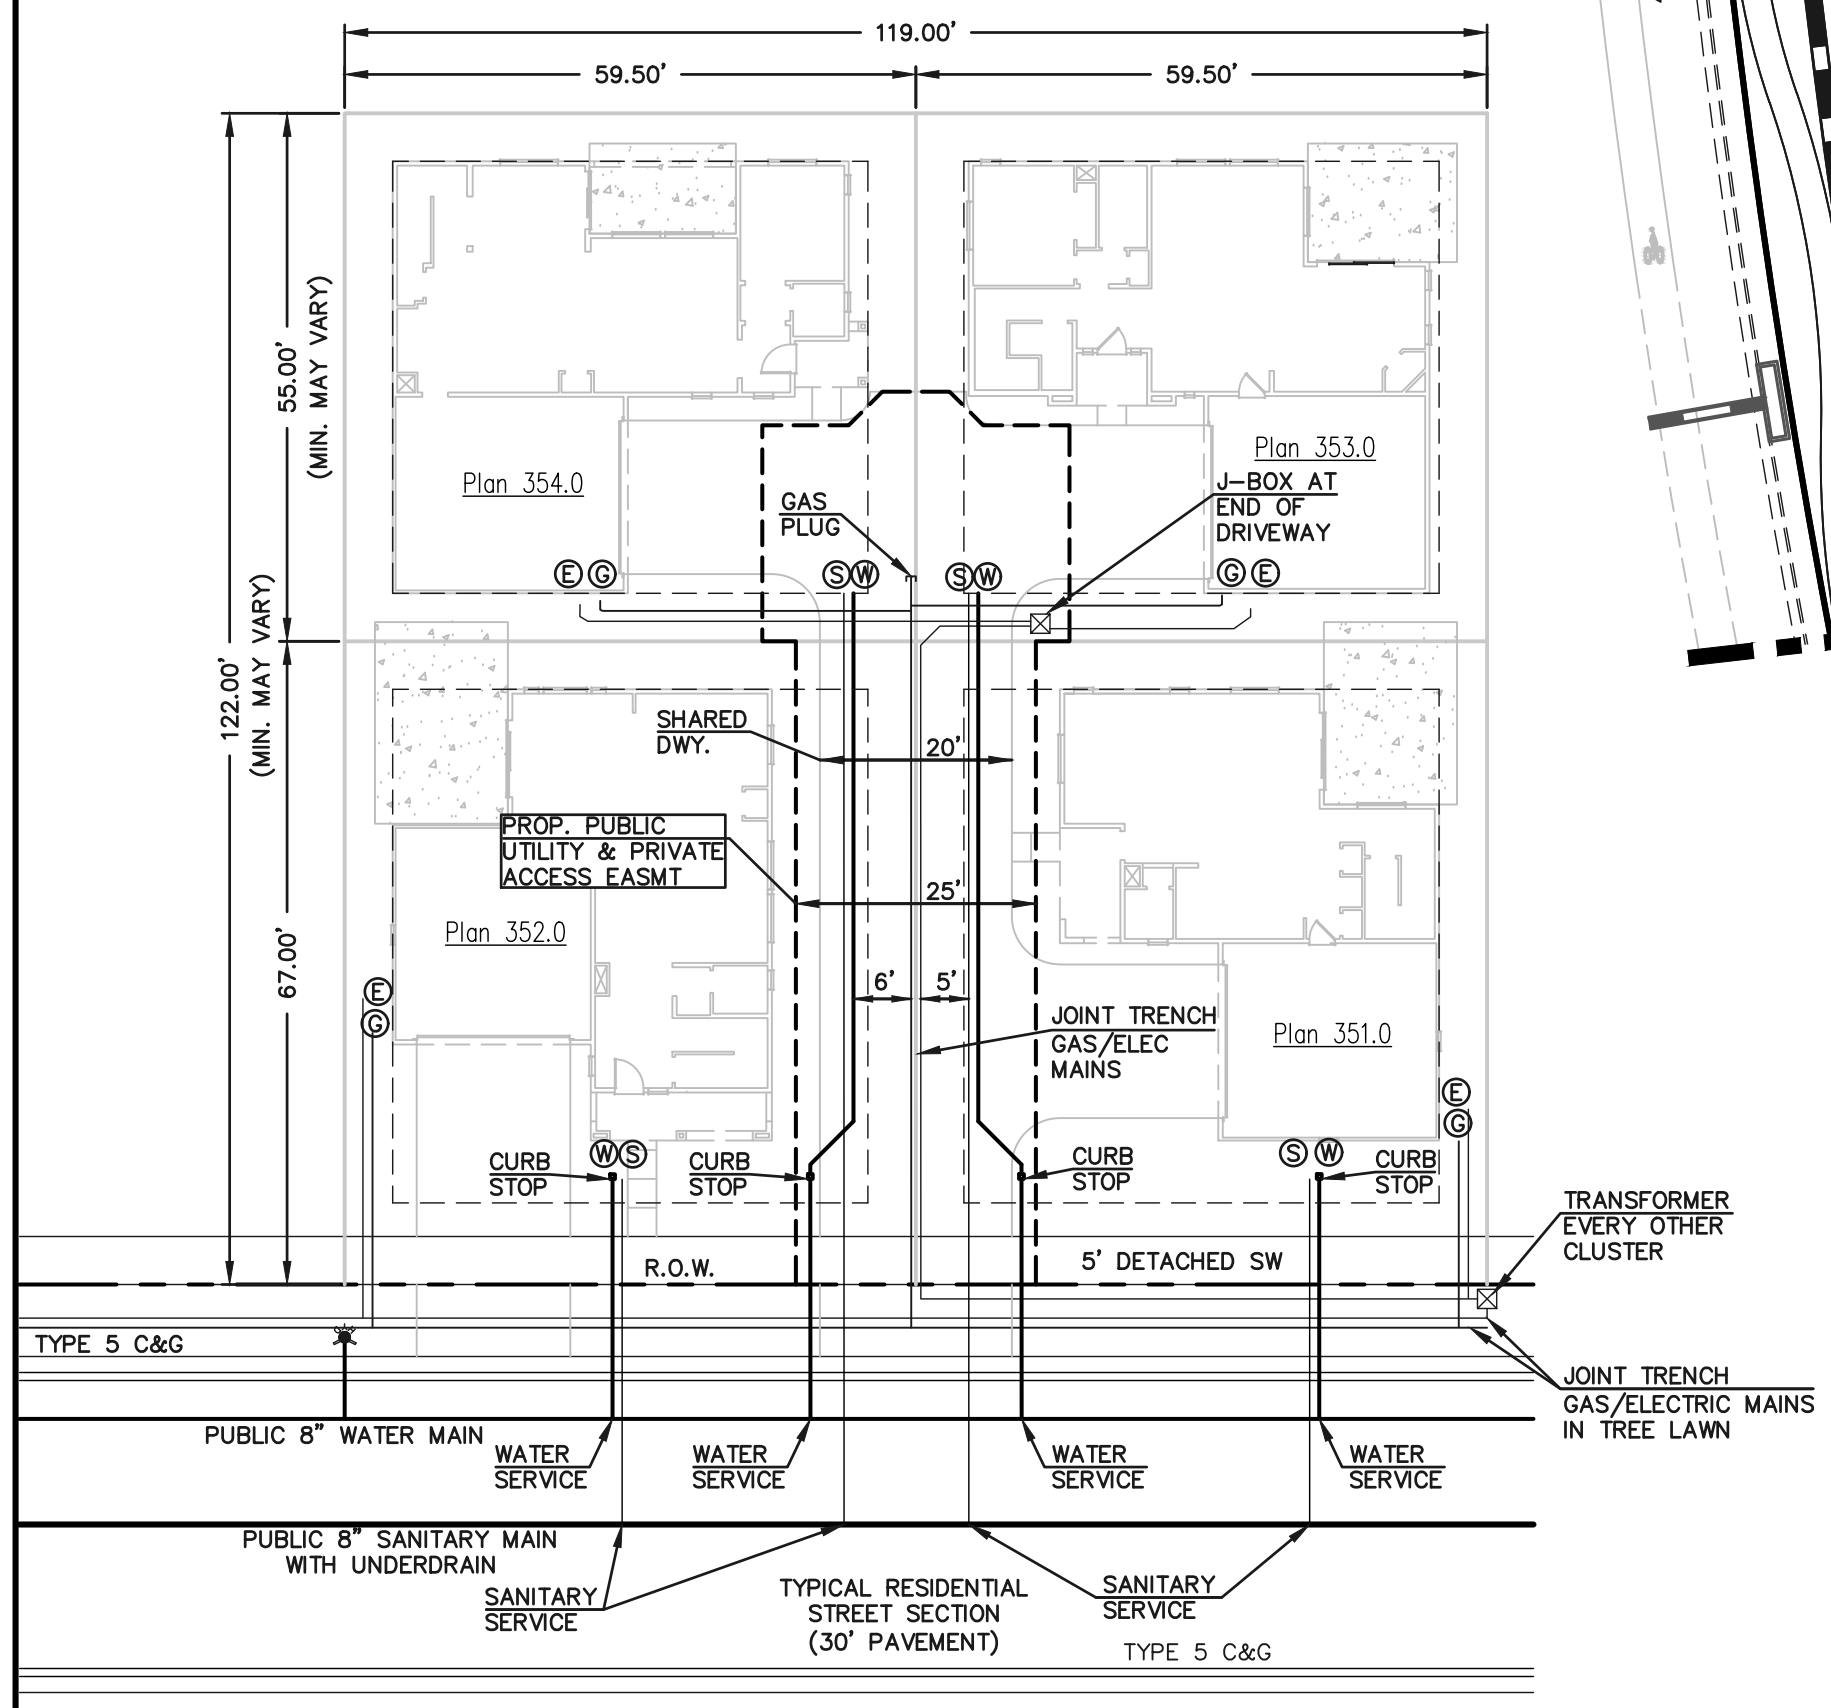 119.00'
59.50'
59.50'
122.00'
(MIN. MAY VARY)
55.00'
(MIN. MAY VARY)
67.00'
Plan 354.0
Plan 353.0
GAS
PLUG
J-BOX AT
END OF
DRIVEWAY
E G
S W
S W
G E
SHARED
DWY.
20'
PROP. PUBLIC
UTILITY & PRIVATE
ACCESS EASMT
25'
Plan 352.0
6'
5'
E
G
JOINT TRENCH
GAS/ELEC
MAINS
Plan 351.0
E
G
W S
S W
CURB
STOP
CURB
STOP
CURB
STOP
CURB
STOP
TRANSFORMER
EVERY OTHER
CLUSTER
R.O.W.
5' DETACHED SW
TYPE 5 C&G
JOINT TRENCH
GAS/ELECTRIC MAINS
IN TREE LAWN
PUBLIC 8" WATER MAIN
WATER
SERVICE
WATER
SERVICE
WATER
SERVICE
WATER
SERVICE
PUBLIC 8" SANITARY MAIN
WITH UNDERDRAIN
SANITARY
SERVICE
TYPICAL RESIDENTIAL
STREET SECTION
(30' PAVEMENT)
SANITARY
SERVICE
TYPE 5 C&G